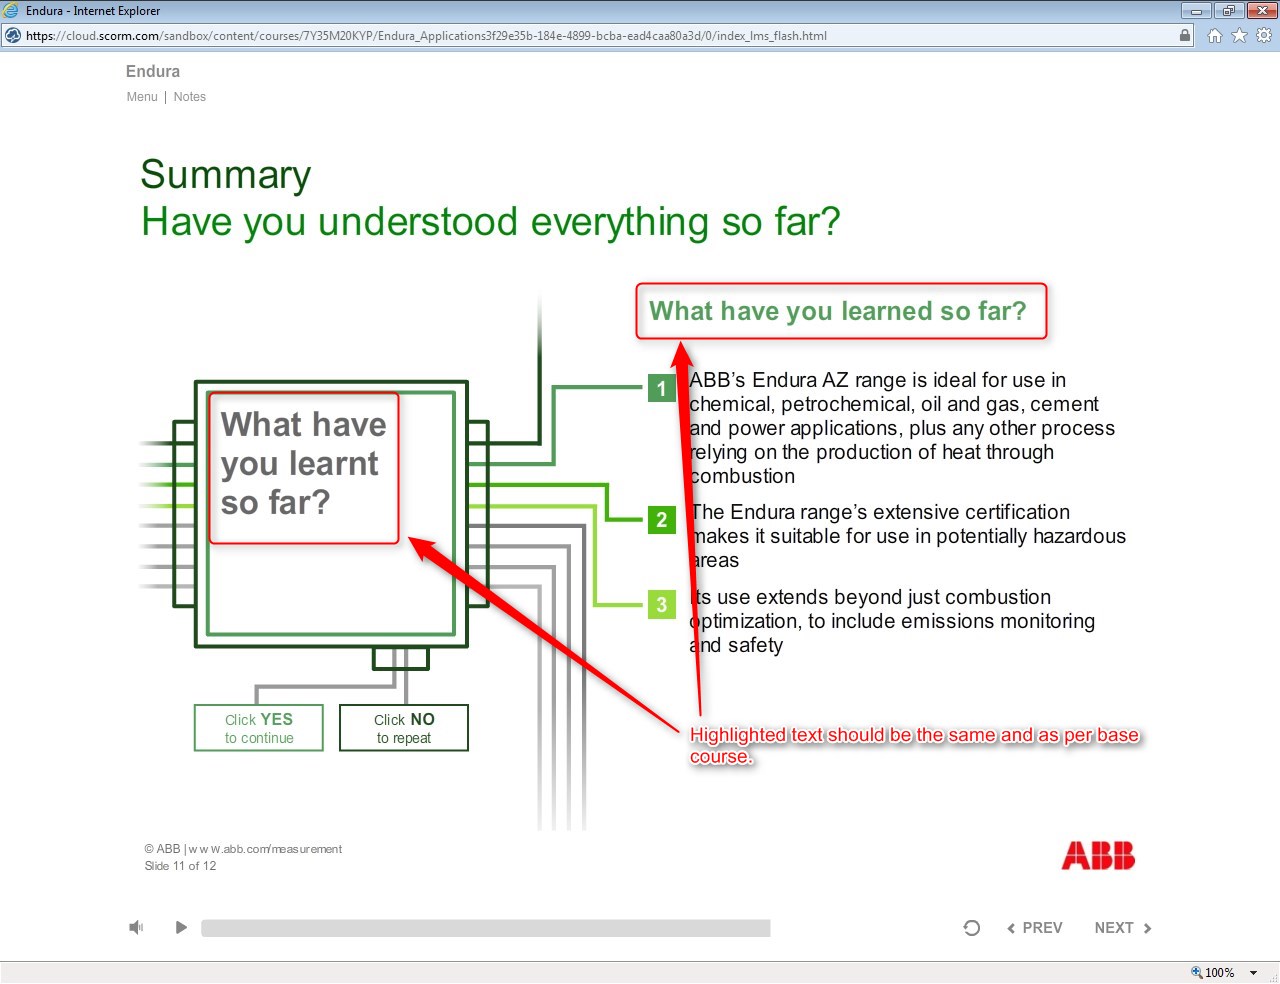 Endura - Internet Explorer
https://cloud.scorm.com/sandbox/content/courses/7Y35M20KYP/Endura_Applications3f29e35b-184e-4899-bcba-ead4caa80a3d/0/index_lms_flash.html
Endura
Menu | Notes
Summary
Have you understood everything so far?
What have you learned so far?
What have
you learnt
so far?
1 ABB’s Endura AZ range is ideal for use in
chemical, petrochemical, oil and gas, cement
and power applications, plus any other process
relying on the production of heat through
combustion
2 The Endura range’s extensive certification
makes it suitable for use in potentially hazardous
areas
3 Its use extends beyond just combustion
optimization, to include emissions monitoring
and safety
Click YES
to continue
Click NO
to repeat
Highlighted text should be the same and as per base
course.
© ABB | www.abb.com/measurement
Slide 11 of 12
ABB
PREV NEXT
100%